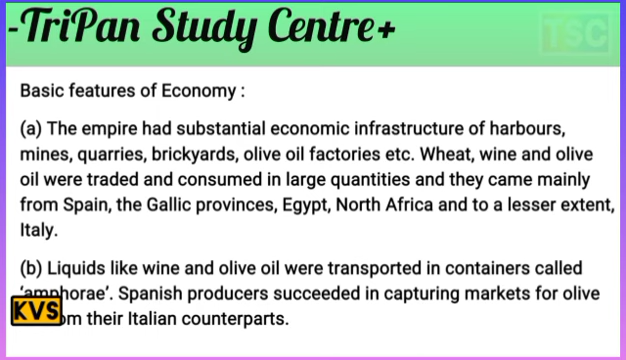 -TriPan Study Centre+
TSC
Basic features of Economy :
(a) The empire had substantial economic infrastructure of harbours,
mines, quarries, brickyards, olive oil factories etc. Wheat, wine and olive
oil were traded and consumed in large quantities and they came mainly
from Spain, the Gallic provinces, Egypt, North Africa and to a lesser extent,
Italy.
(b) Liquids like wine and olive oil were transported in containers called
‘amphorae’. Spanish producers succeeded in capturing markets for olive
KVS
their Italian counterparts.